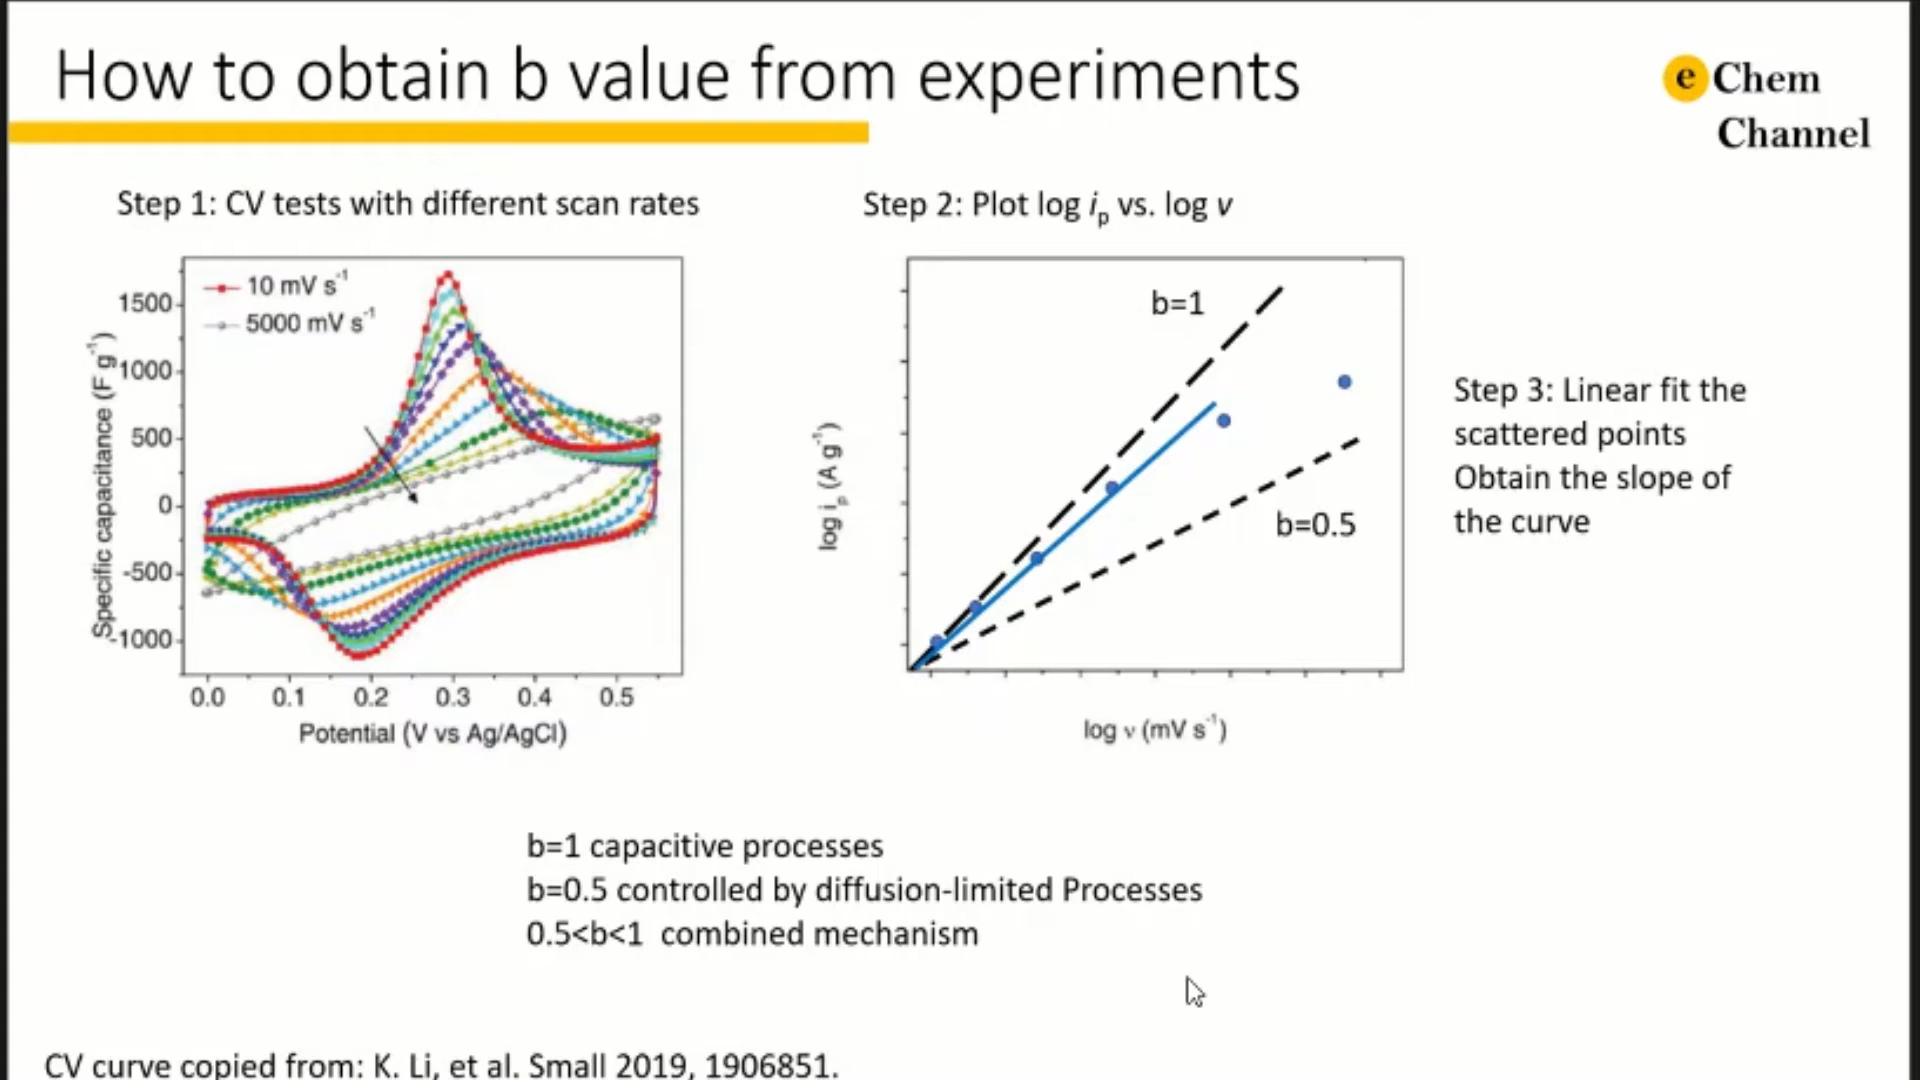 How to obtain b value from experiments
e Chem
Channel
Step 1: CV tests with different scan rates
Step 2: Plot log iₚ vs. log v
10 mV s⁻¹
5000 mV s⁻¹
1500
1000
500
0
-500
-1000
Specific capacitance (F g⁻¹)
0.0 0.1 0.2 0.3 0.4 0.5
Potential (V vs Ag/AgCl)
b=1
b=0.5
log iₚ (A g⁻¹)
log ν (mV s⁻¹)
Step 3: Linear fit the
scattered points
Obtain the slope of
the curve
b=1 capacitive processes
b=0.5 controlled by diffusion-limited Processes
0.5<b<1 combined mechanism
CV curve copied from: K. Li, et al. Small 2019, 1906851.